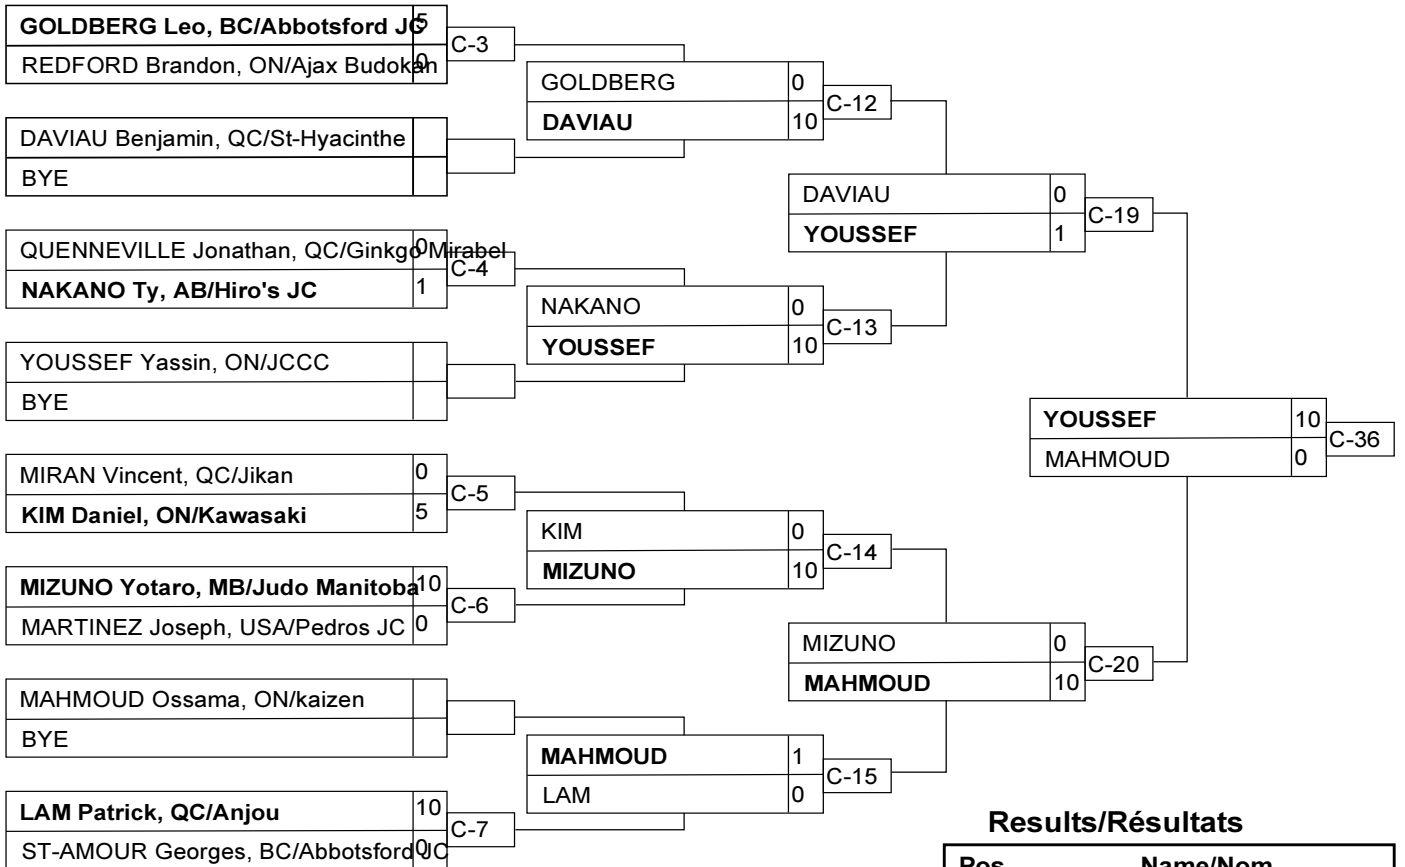 GOLDBERG Leo, BC/Abbotsford JC 5
REDFORD Brandon, ON/Ajax Budokan 0
C-3
DAVIAU Benjamin, QC/St-Hyacinthe
BYE
QUENNEVILLE Jonathan, QC/Ginkgo Mirabel 0
NAKANO Ty, AB/Hiro's JC 1
C-4
YOUSSEF Yassin, ON/JCCC
BYE
MIRAN Vincent, QC/Jikan 0
KIM Daniel, ON/Kawasaki 5
C-5
MIZUNO Yotaro, MB/Judo Manitoba 10
MARTINEZ Joseph, USA/Pedros JC 0
C-6
MAHMOUD Ossama, ON/kaizen
BYE
LAM Patrick, QC/Anjou 10
ST-AMOUR Georges, BC/Abbotsford JC 0
C-7
GOLDBERG 0
DAVIAU 10
C-12
NAKANO 0
YOUSSEF 10
C-13
KIM 0
MIZUNO 10
C-14
MAHMOUD 1
LAM 0
C-15
DAVIAU 0
YOUSSEF 1
C-19
MIZUNO 0
MAHMOUD 10
C-20
YOUSSEF 10
MAHMOUD 0
C-36
Results/Résultats
Pos. Name/Nom